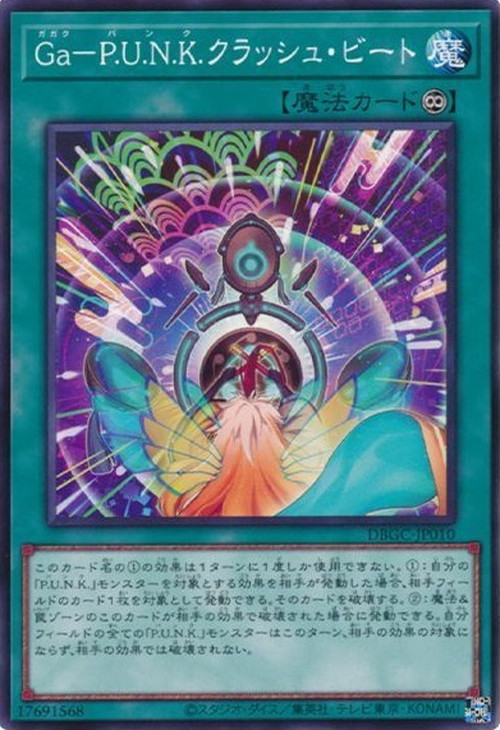 Ga－P.U.N.K.クラッシュ・ビート 魔
【魔法カード】
DBGC-JP010
このカード名の①の効果は1ターンに1度しか使用できない。①：自分の
「P.U.N.K.」モンスターを対象とする効果を相手が発動した場合、相手フィール
ドのカード1枚を対象として発動できる。そのカードを破壊する。②：魔法&
罠ゾーンのこのカードが相手の効果で破壊された場合に発動できる。自分
フィールドの全ての「P.U.N.K.」モンスターはこのターン、相手の効果の対象に
ならず、相手の効果では破壊されない。
17691568 ©スタジオ・ダイス／集英社・テレビ東京・KONAMI